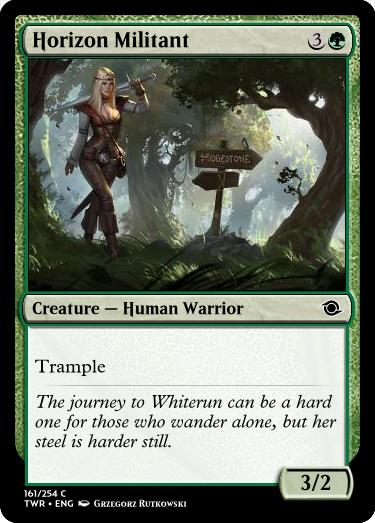 Horizon Militant 3
BRIDGESTONE
Creature — Human Warrior
Trample
The journey to Whiterun can be a hard
one for those who wander alone, but her
steel is harder still.
3/2
161/254 C
TWR • ENG Grzegorz Rutkowski